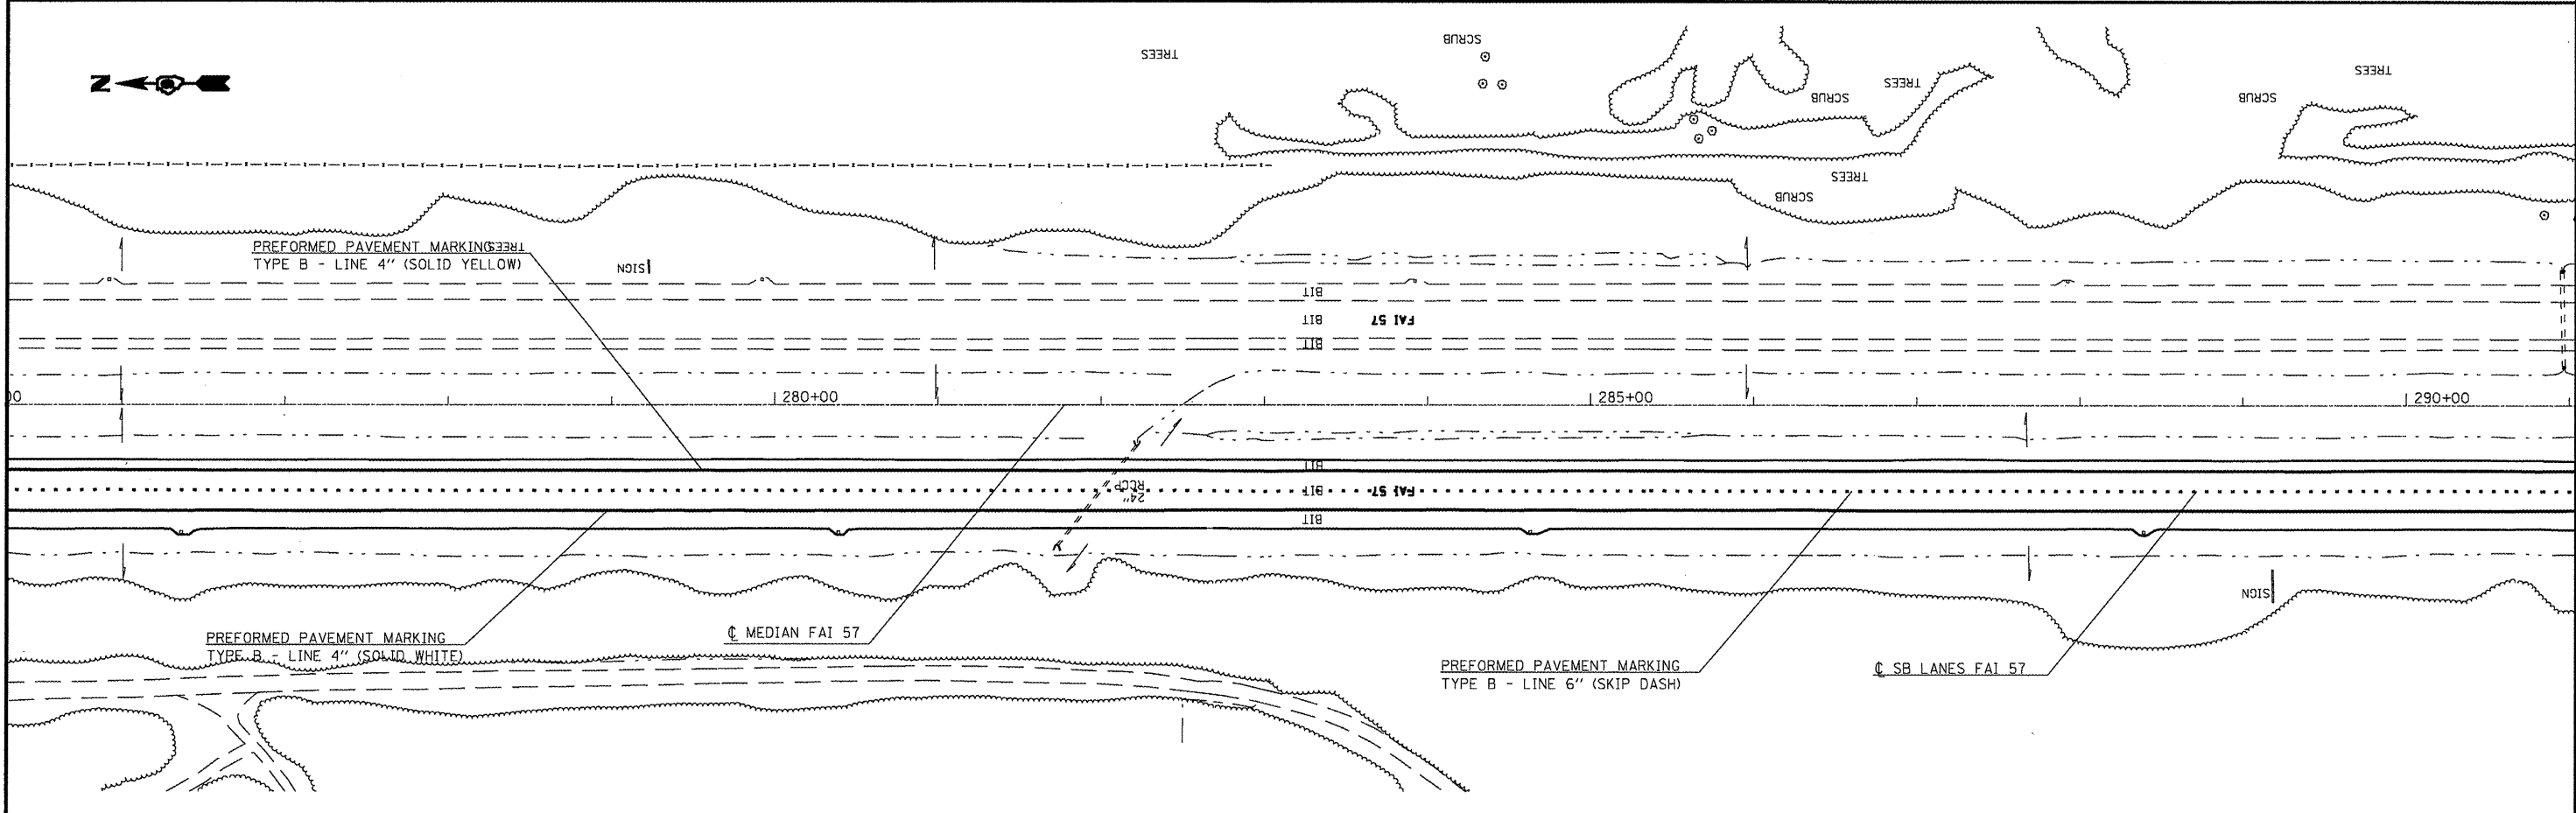 SCRUB
TREES
TREES
N
TREES
SCRUB
SCRUB
TREES
SCRUB
PREFORMED PAVEMENT MARKING
TREES
TYPE B - LINE 4" (SOLID YELLOW)
SIGN
BIT
BIT
FAI 57
BIT
00
280+00
285+00
290+00
BIT
24"
RCCP
BIT
FAI 57
BIT
SIGN
PREFORMED PAVEMENT MARKING
TYPE B - LINE 4" (SOLID WHITE)
℄ MEDIAN FAI 57
PREFORMED PAVEMENT MARKING
TYPE B - LINE 6" (SKIP DASH)
℄ SB LANES FAI 57